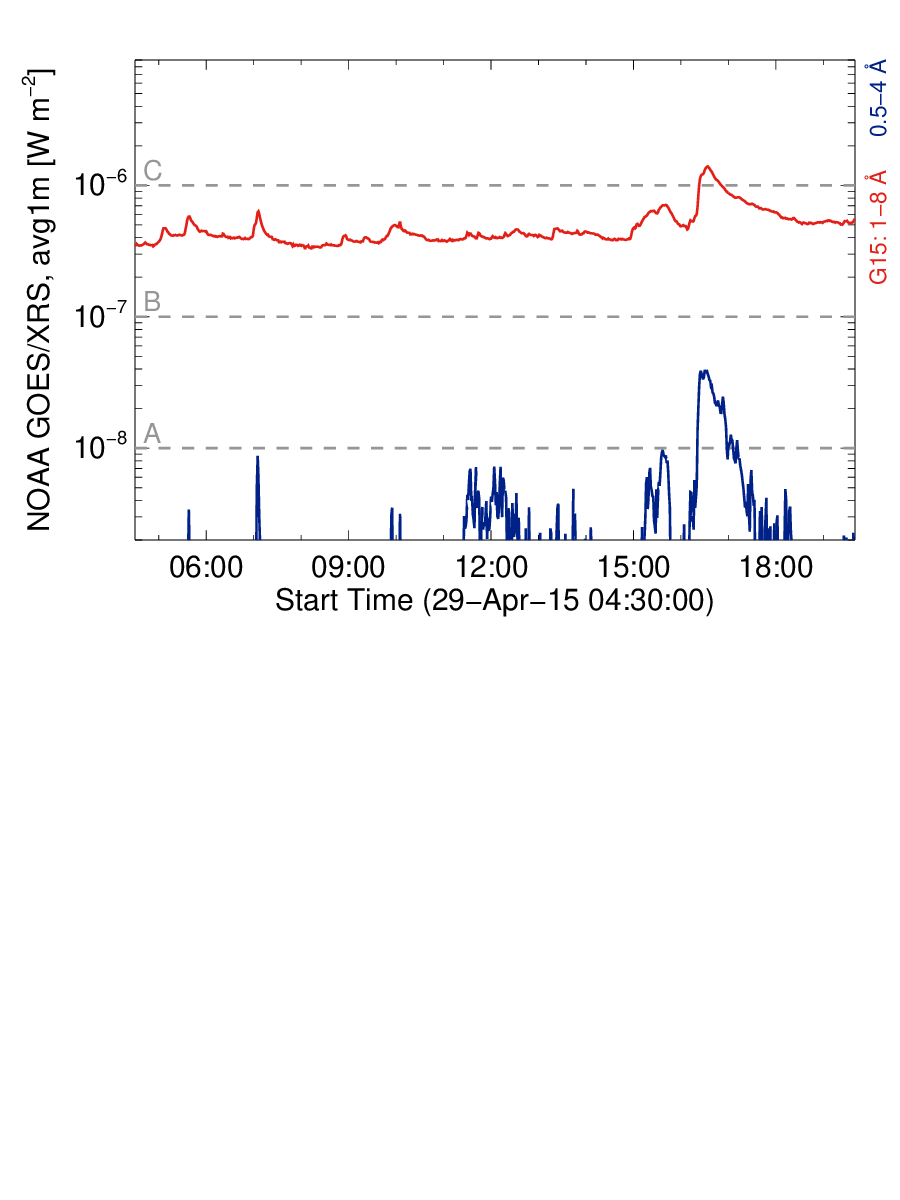 NOAA GOES/XRS, avg1m [W m−2]
10−6
10−7
10−8
C
B
A
0.5−4 Å
G15: 1−8 Å
06:00 09:00 12:00 15:00 18:00
Start Time (29−Apr−15 04:30:00)